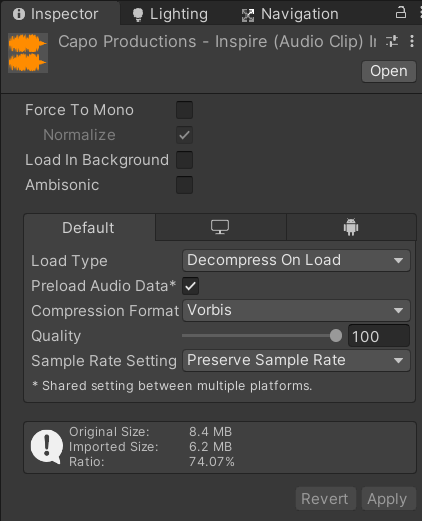 Inspector Lighting Navigation
Capo Productions - Inspire (Audio Clip) I
Open
Force To Mono
Normalize
Load In Background
Ambisonic
Default
Load Type Decompress On Load
Preload Audio Data*
Compression Format Vorbis
Quality 100
Sample Rate Setting Preserve Sample Rate
* Shared setting between multiple platforms.
Original Size: 8.4 MB
Imported Size: 6.2 MB
Ratio: 74.07%
Revert Apply